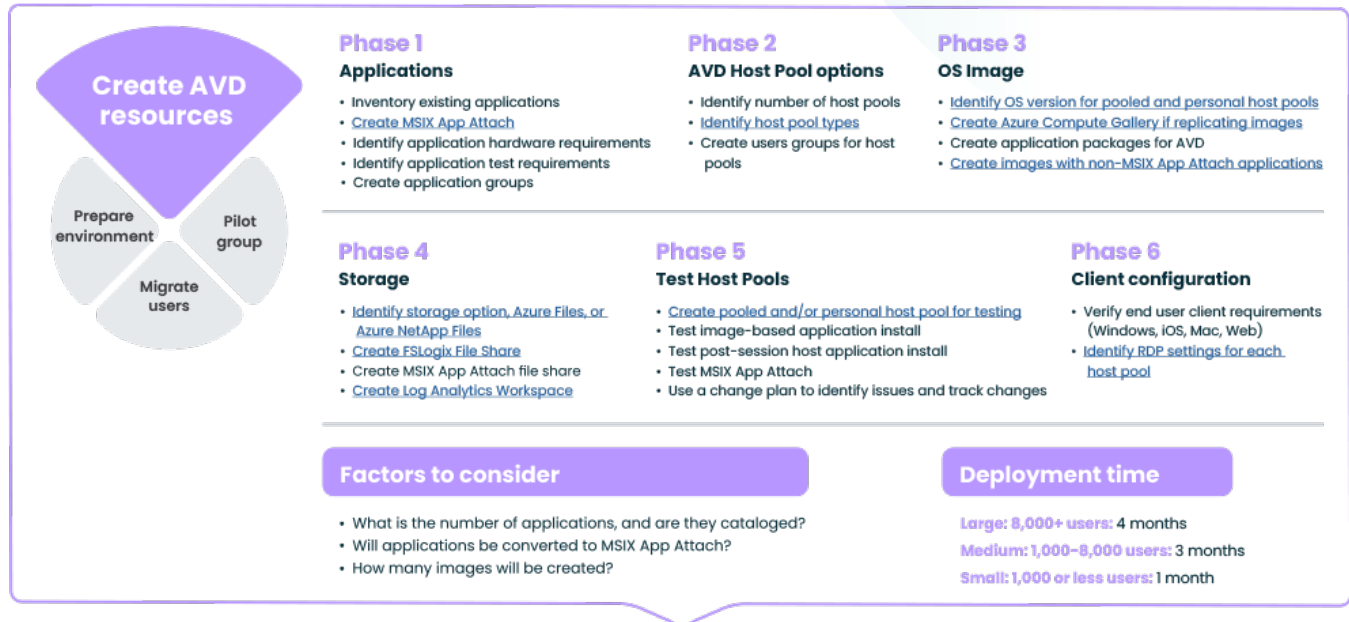 Create AVD
resources
Prepare
environment
Pilot
group
Migrate
users
Phase 1
Applications
• Inventory existing applications
• Create MSIX App Attach
• Identify application hardware requirements
• Identify application test requirements
• Create application groups
Phase 2
AVD Host Pool options
• Identify number of host pools
• Identify host pool types
• Create users groups for host
pools
Phase 3
OS Image
• Identify OS version for pooled and personal host pools
• Create Azure Compute Gallery if replicating images
• Create application packages for AVD
• Create images with non-MSIX App Attach applications
Phase 4
Storage
• Identify storage option, Azure Files, or
Azure NetApp Files
• Create FSLogix File Share
• Create MSIX App Attach file share
• Create Log Analytics Workspace
Phase 5
Test Host Pools
• Create pooled and/or personal host pool for testing
• Test image-based application install
• Test post-session host application install
• Test MSIX App Attach
• Use a change plan to identify issues and track changes
Phase 6
Client configuration
• Verify end user client requirements
(Windows, iOS, Mac, Web)
• Identify RDP settings for each
host pool
Factors to consider
• What is the number of applications, and are they cataloged?
• Will applications be converted to MSIX App Attach?
• How many images will be created?
Deployment time
Large: 8,000+ users: 4 months
Medium: 1,000-8,000 users: 3 months
Small: 1,000 or less users: 1 month